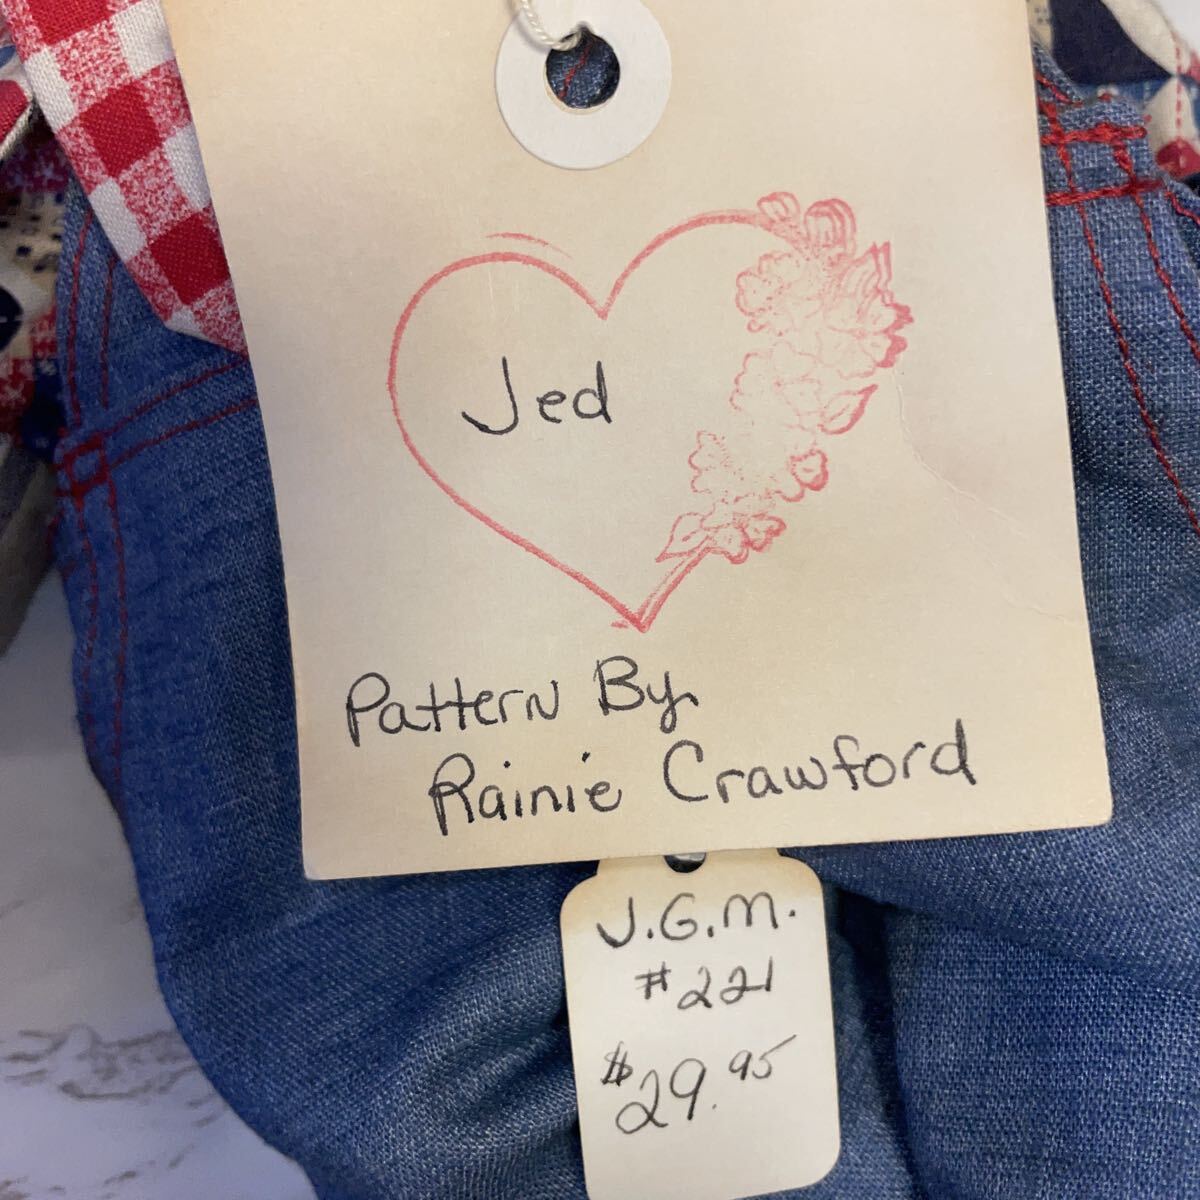 Jed
Pattern By
Rainie Crawford
J.G.M.
#221
$29.95